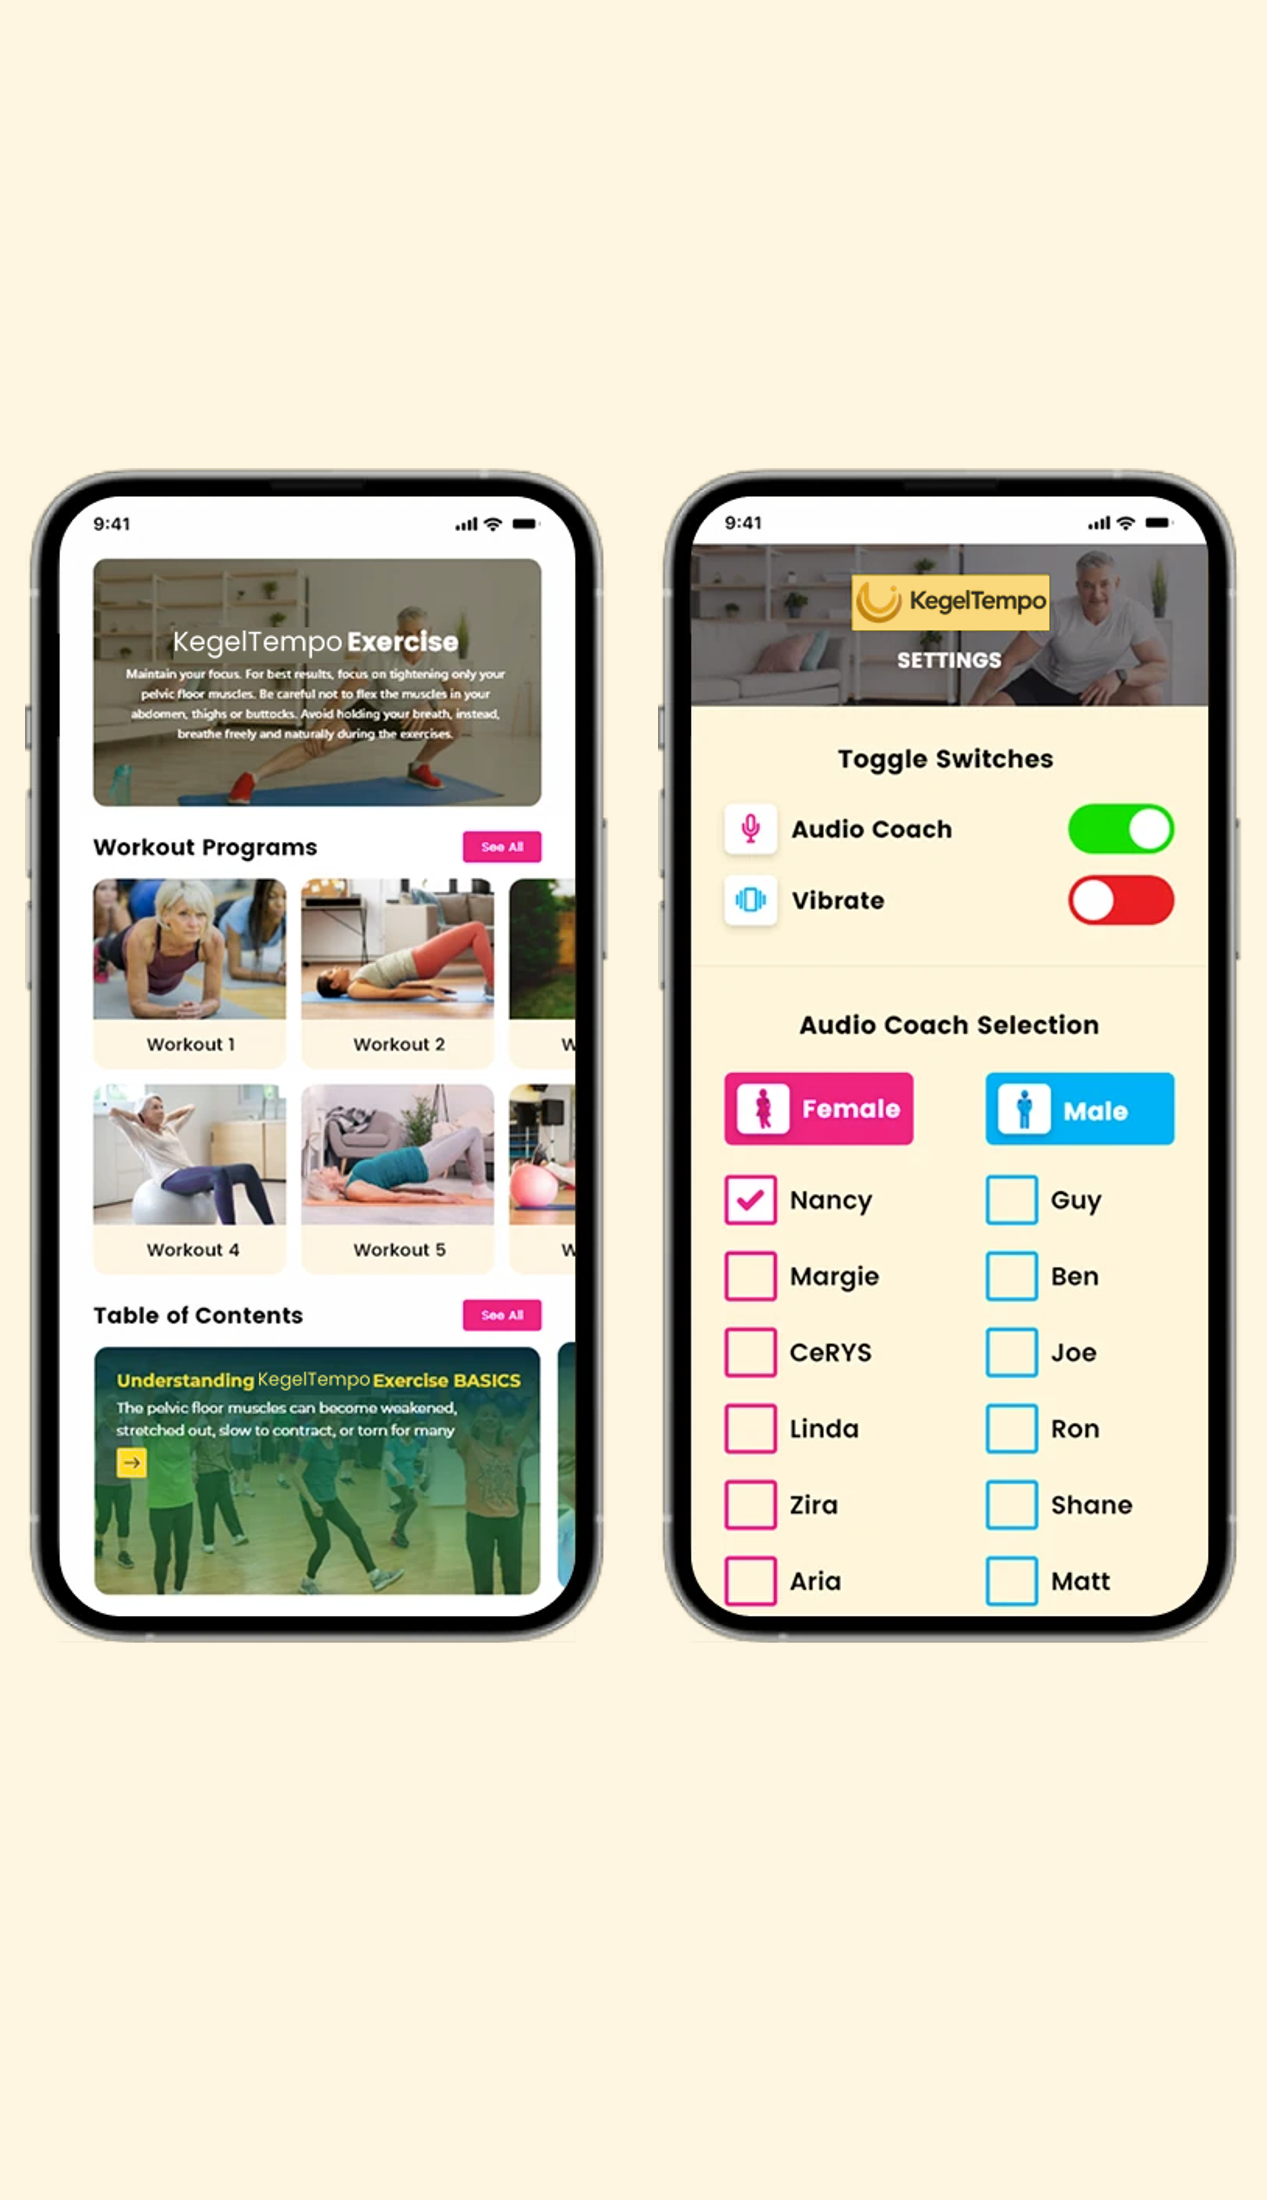 9:41
KegelTempo Exercise
Maintain your focus. For best results, focus on tightening only your
pelvic floor muscles. Be careful not to flex the muscles in your
abdomen, thighs or buttocks. Avoid holding your breath, instead,
breathe freely and naturally during the exercises.
Workout Programs
See All
Workout 1
Workout 2
W
Workout 4
Workout 5
W
Table of Contents
See All
Understanding KegelTempo Exercise BASICS
The pelvic floor muscles can become weakened,
stretched out, slow to contract, or torn for many
9:41
KegelTempo
SETTINGS
Toggle Switches
Audio Coach
Vibrate
Audio Coach Selection
Female
Male
Nancy
Guy
Margie
Ben
CeRYS
Joe
Linda
Ron
Zira
Shane
Aria
Matt